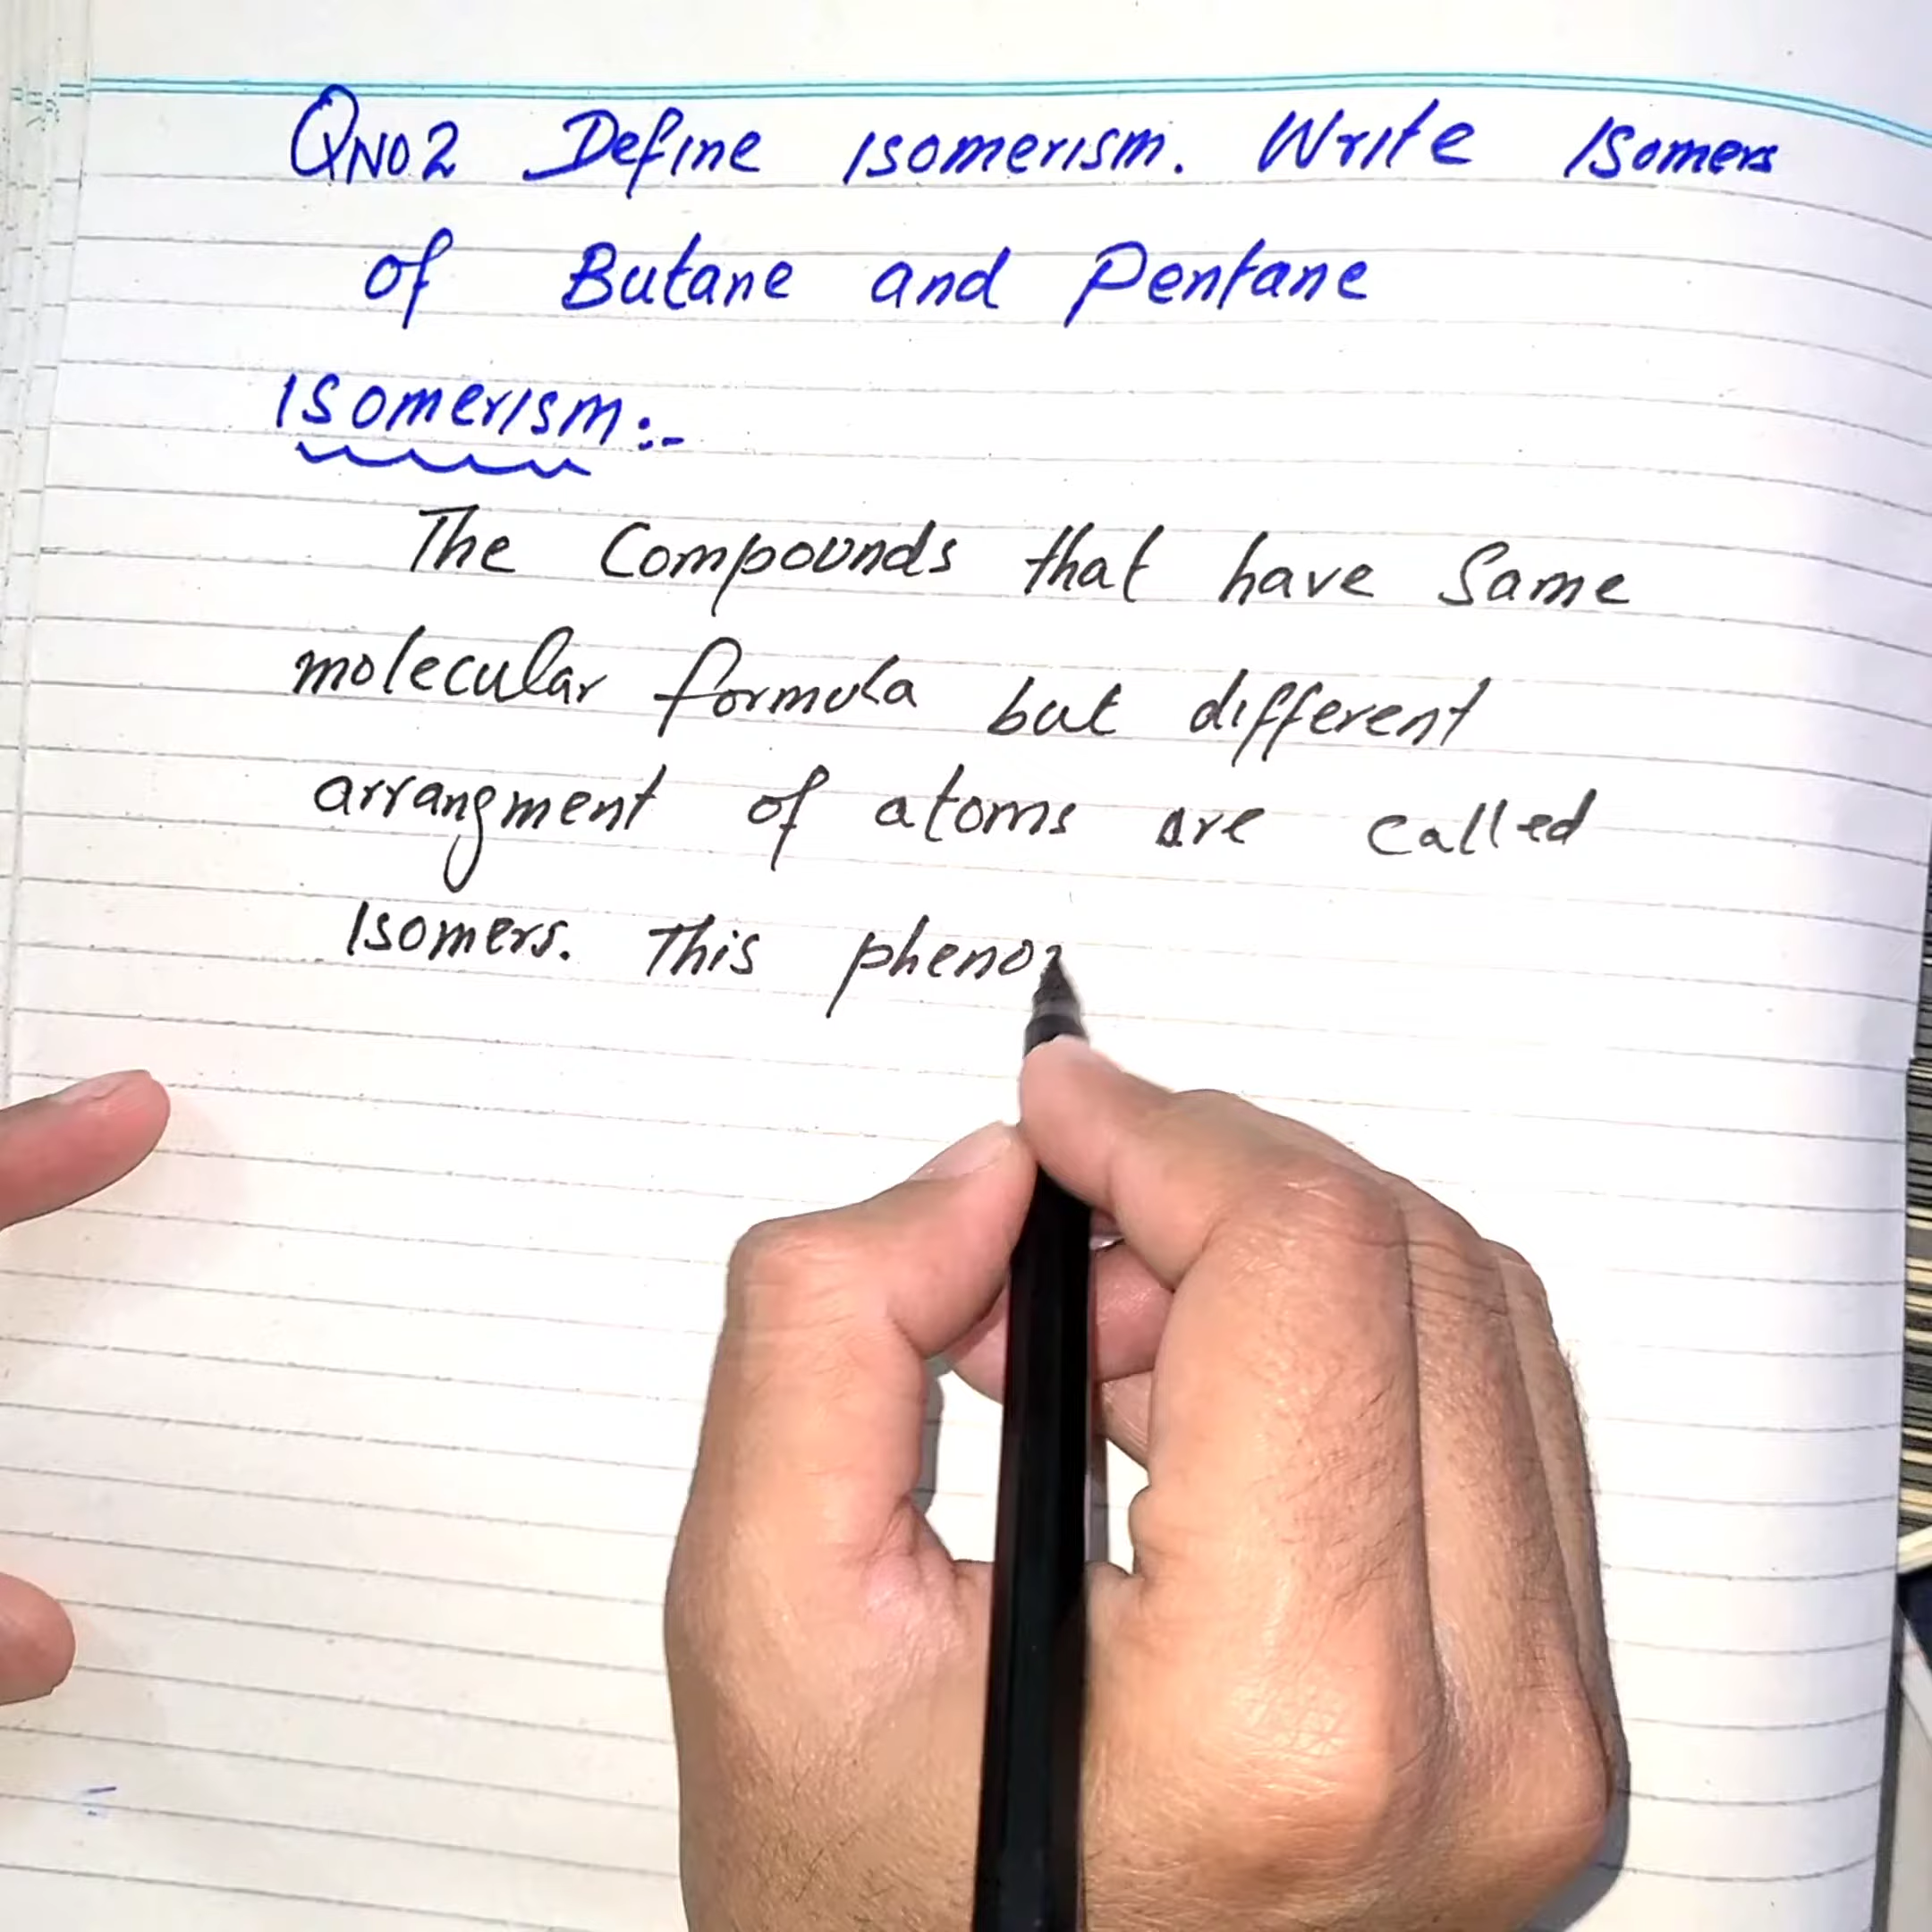 QNO2 Define isomerism. Write Isomers
of Butane and Pentane
Isomerism:-
The Compounds that have Same
molecular formula but different
arrangment of atoms are called
Isomers. This pheno